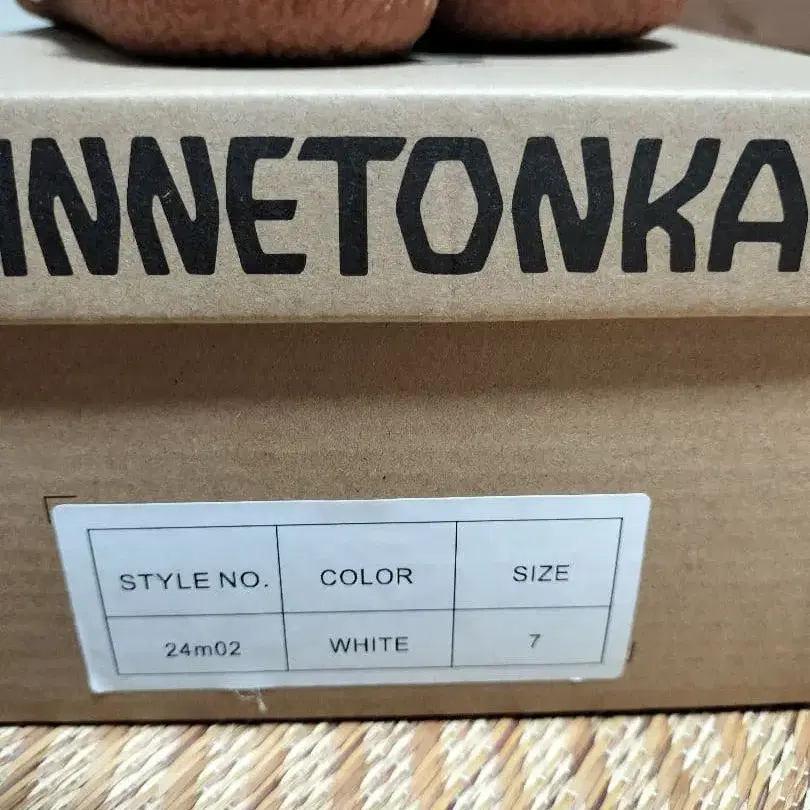 INNETONKA
STYLE NO. COLOR SIZE
24m02 WHITE 7